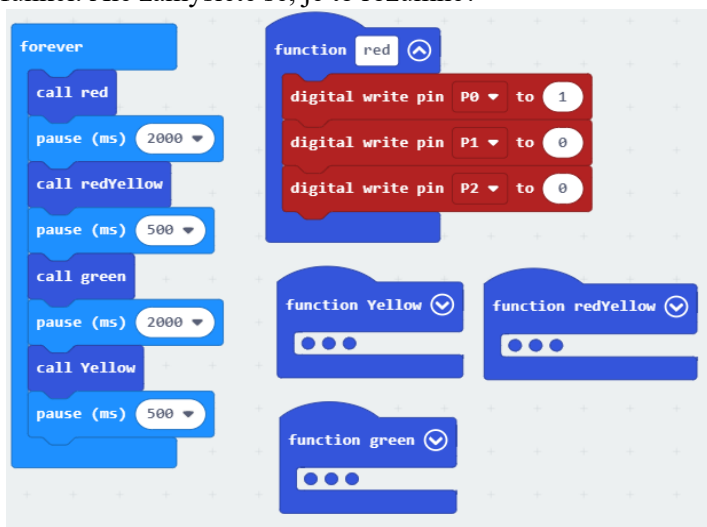 forever
call red
pause (ms) 2000
call redYellow
pause (ms) 500
call green
pause (ms) 2000
call Yellow
pause (ms) 500
function red
digital write pin P0 to 1
digital write pin P1 to 0
digital write pin P2 to 0
function Yellow
function redYellow
function green